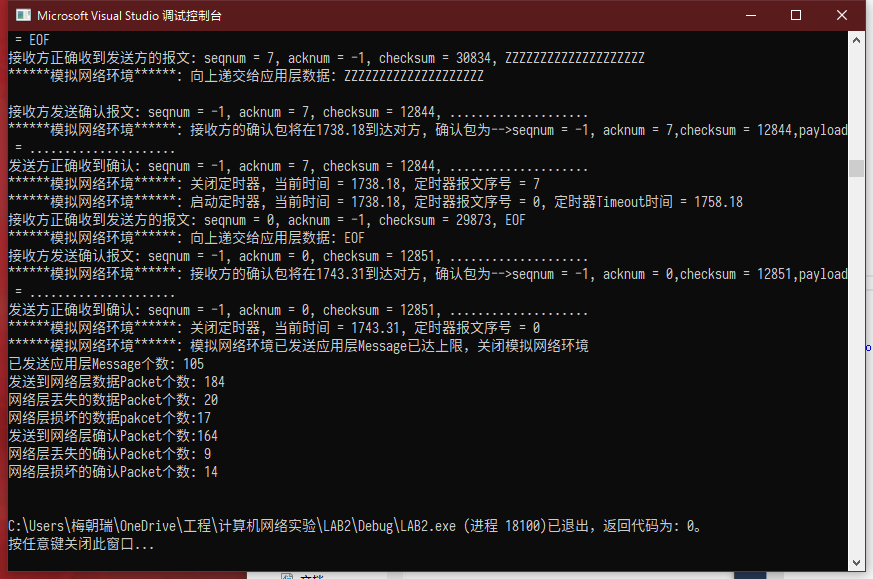 Microsoft Visual Studio 调试控制台
= EOF
接收方正确收到发送方的报文: seqnum = 7, acknum = -1, checksum = 30834, ZZZZZZZZZZZZZZZZZZZZ
******模拟网络环境******: 向上递交给应用层数据: ZZZZZZZZZZZZZZZZZZZZ
接收方发送确认报文: seqnum = -1, acknum = 7, checksum = 12844, .....................
******模拟网络环境******: 接收方的确认包将在1738.18到达对方, 确认包为-->seqnum = -1, acknum = 7,checksum = 12844,payload
= .....................
发送方正确收到确认: seqnum = -1, acknum = 7, checksum = 12844, .....................
******模拟网络环境******: 关闭定时器, 当前时间 = 1738.18, 定时器报文序号 = 7
******模拟网络环境******: 启动定时器, 当前时间 = 1738.18, 定时器报文序号 = 0, 定时器Timeout时间 = 1758.18
接收方正确收到发送方的报文: seqnum = 0, acknum = -1, checksum = 29873, EOF
******模拟网络环境******: 向上递交给应用层数据: EOF
接收方发送确认报文: seqnum = -1, acknum = 0, checksum = 12851, .....................
******模拟网络环境******: 接收方的确认包将在1743.31到达对方, 确认包为-->seqnum = -1, acknum = 0,checksum = 12851,payload
= .....................
发送方正确收到确认: seqnum = -1, acknum = 0, checksum = 12851, .....................
******模拟网络环境******: 关闭定时器, 当前时间 = 1743.31, 定时器报文序号 = 0
******模拟网络环境******: 模拟网络环境已发送应用层Message已达上限, 关闭模拟网络环境
已发送应用层Message个数: 105
发送到网络层数据Packet个数: 184
网络层丢失的数据Packet个数: 20
网络层损坏的数据pakcet个数:17
发送到网络层确认Packet个数:164
网络层丢失的确认Packet个数: 9
网络层损坏的确认Packet个数: 14
C:\Users\梅朝瑞\OneDrive\工程\计算机网络实验\LAB2\Debug\LAB2.exe (进程 18100)已退出，返回代码为: 0。
按任意键关闭此窗口...